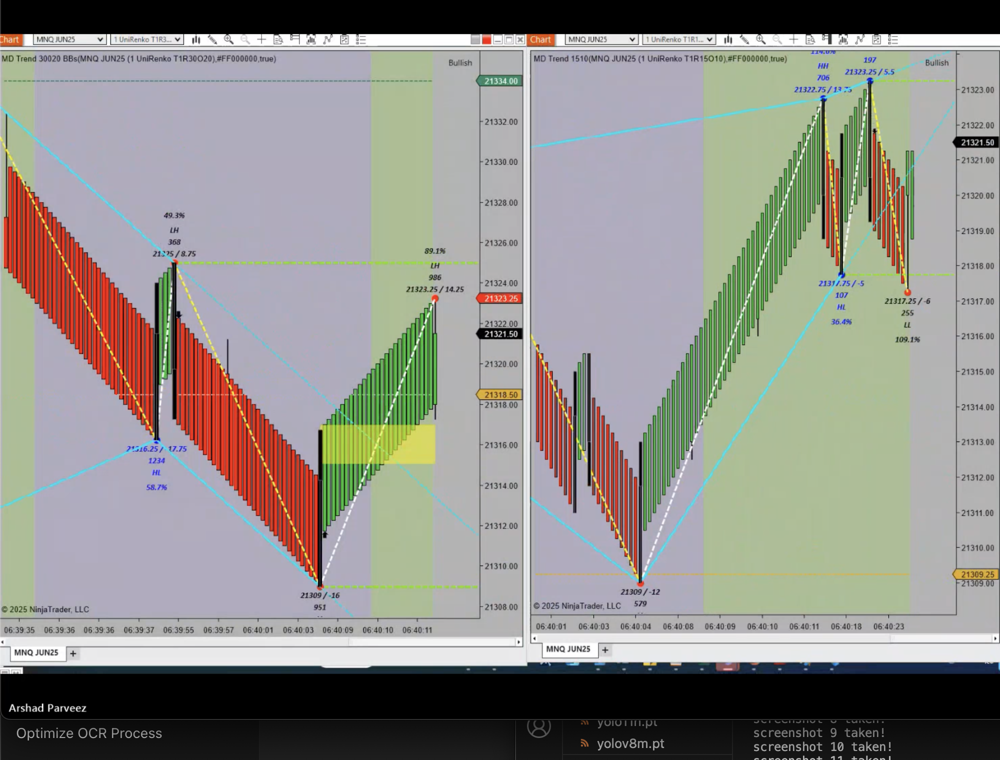 Chart
MNQ JUN25
1 UniRenko T1R3...
MD Trend 30020 BBs(MNQ JUN25 (1 UniRenko T1R30O20),#FF000000,true)
Bullish
21334.00
21332.00
21330.00
21328.00
21326.00
21324.00
21323.25
21322.00
21321.50
21320.00
21318.50
21318.00
21316.00
21314.00
21312.00
21310.00
21308.00
49.3%
LH
368
21325 / 8.75
89.1%
LH
986
21323.25 / 14.25
21316.25 / -17.75
1234
HL
58.7%
21309 / -16
951
© 2025 NinjaTrader, LLC
06:39:35 06:39:36 06:39:36 06:39:37 06:39:55 06:39:57 06:40:01 06:40:03 06:40:09 06:40:10 06:40:11
MNQ JUN25 +
Chart
MNQ JUN25
1 UniRenko T1R1...
MD Trend 1510(MNQ JUN25 (1 UniRenko T1R15O10),#FF000000,true)
Bullish
21323.00
21322.00
21321.50
21321.00
21320.00
21319.00
21318.00
21317.00
21316.00
21315.00
21314.00
21313.00
21312.00
21311.00
21310.00
21309.25
21309.00
HH
706
21322.75 / 13.75
197
21323.25 / 5.5
21317.75 / -5
107
HL
36.4%
21317.25 / -6
255
LL
109.1%
21309 / -12
579
© 2025 NinjaTrader, LLC
06:40:01 06:40:03 06:40:04 06:40:08 06:40:09 06:40:10 06:40:11 06:40:18 06:40:23
MNQ JUN25 +
Arshad Parveez
Optimize OCR Process
yolo11n.pt
yolov8m.pt
screenshot 9 taken!
screenshot 10 taken!
screenshot 11 taken!